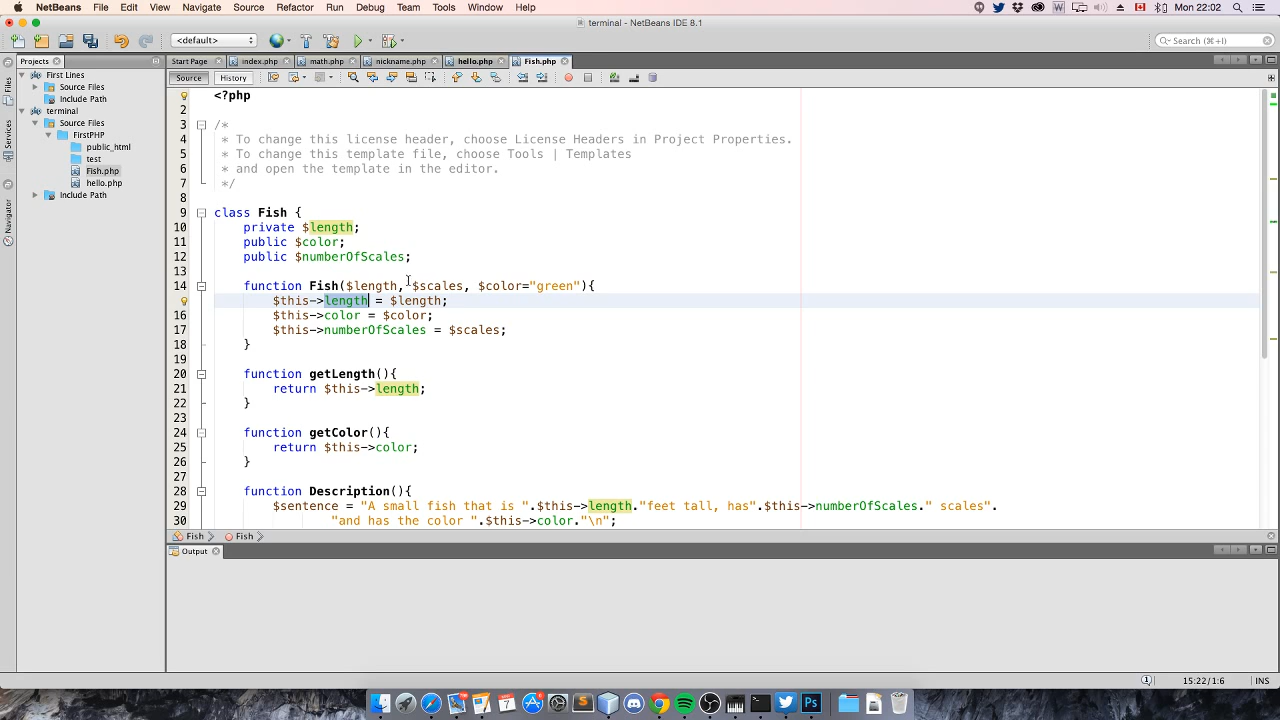 NetBeans File Edit View Navigate Source Refactor Run Debug Team Tools Window Help Mon 22:02
terminal - NetBeans IDE 8.1
<default> Search (⌘+I)
Projects Start Page index.php math.php nickname.php hello.php Fish.php
Source History
First Lines
Source Files
Include Path
terminal
Source Files
FirstPHP
public_html
test
Fish.php
hello.php
Include Path
Files
Services
Navigator
<?php
2
3 /*
4 * To change this license header, choose License Headers in Project Properties.
5 * To change this template file, choose Tools | Templates
6 * and open the template in the editor.
7 */
8
9 class Fish {
10 private $length;
11 public $color;
12 public $numberOfScales;
13
14 function Fish($length, $scales, $color="green"){
$this->length = $length;
16 $this->color = $color;
17 $this->numberOfScales = $scales;
18 }
19
20 function getLength(){
21 return $this->length;
22 }
23
24 function getColor(){
25 return $this->color;
26 }
27
28 function Description(){
29 $sentence = "A small fish that is ".$this->length."feet tall, has".$this->numberOfScales." scales".
30 "and has the color ".$this->color."\n";
Fish Fish
Output
15:22/1:6 INS